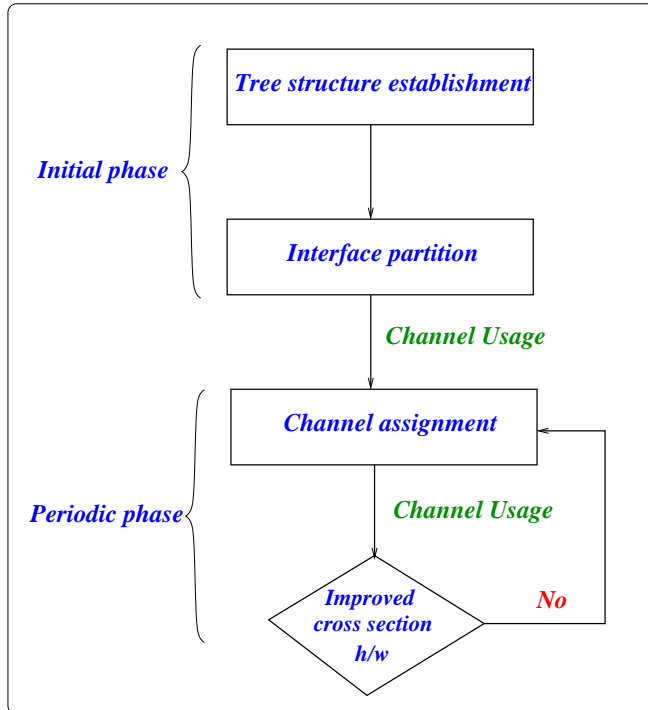 Tree structure establishment
Initial phase
Interface partition
Channel Usage
Channel assignment
Periodic phase
Channel Usage
Improved
cross section
h/w
No